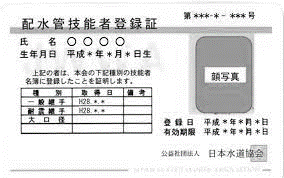 配水管技能者登録証
第***-*-***号
氏名 ○○○○
生年月日 平成*年*月*日生
上記の者は、本会の下記種別の技能者
名簿に登録したことを証明します。
種別 取得日 備考
一般継手 H28.*.*
耐震継手 H28.*.*
大口径
顔写真
登録日 平成*年*月*日
有効期限 平成*年*月*日
公益社団法人 日本水道協会